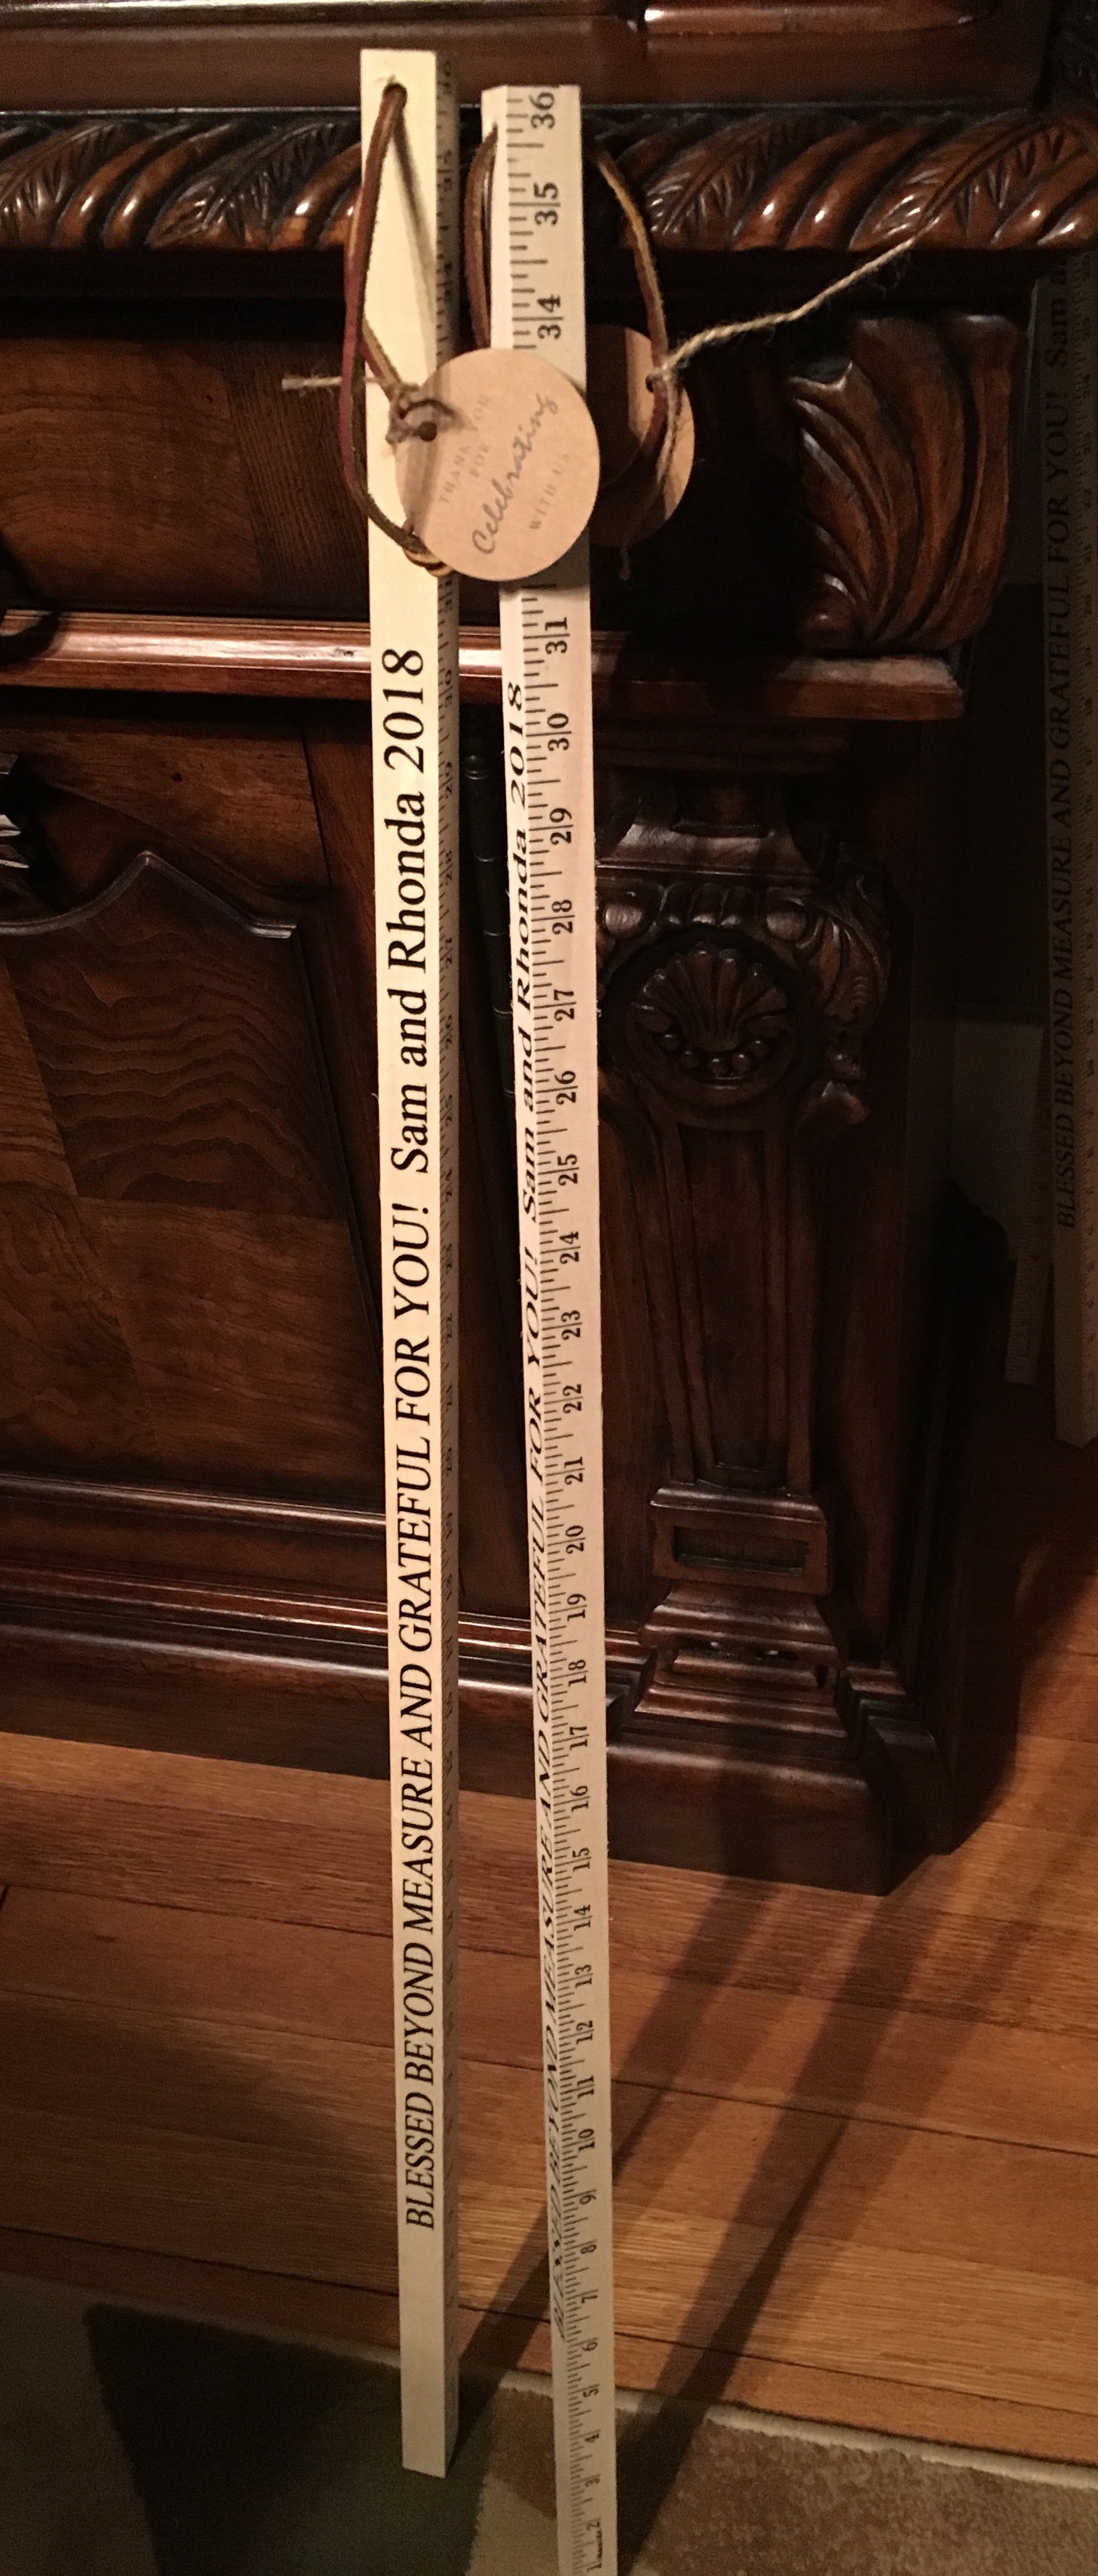 BLESSED BEYOND MEASURE AND GRATEFUL FOR YOU! Sam and Rhonda 2018
THANK YOU
FOR
Celebrating
WITH US
BLESSED BEYOND MEASURE AND GRATEFUL FOR YOU! Sam and Rhonda 2018
1 2 3 4 5 6 7 8 9 10 11 12 13 14 15 16 17 18 19 20 21 22 23 24 25 26 27 28 29 30 31 34 35 36
BLESSED BEYOND MEASURE AND GRATEFUL FOR YOU! Sam